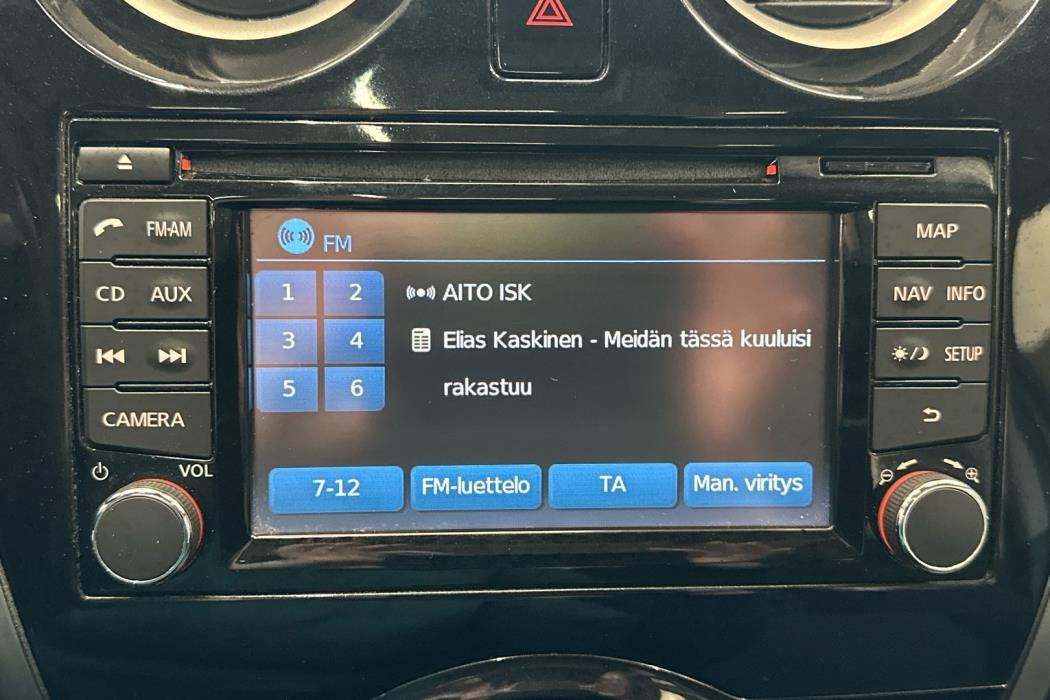 FM-AM
CD AUX
CAMERA
VOL
FM
1 2
3 4
5 6
AITO ISK
Elias Kaskinen - Meidän tässä kuuluisi
rakastuu
7-12 FM-luettelo TA Man. viritys
MAP
NAV INFO
SETUP